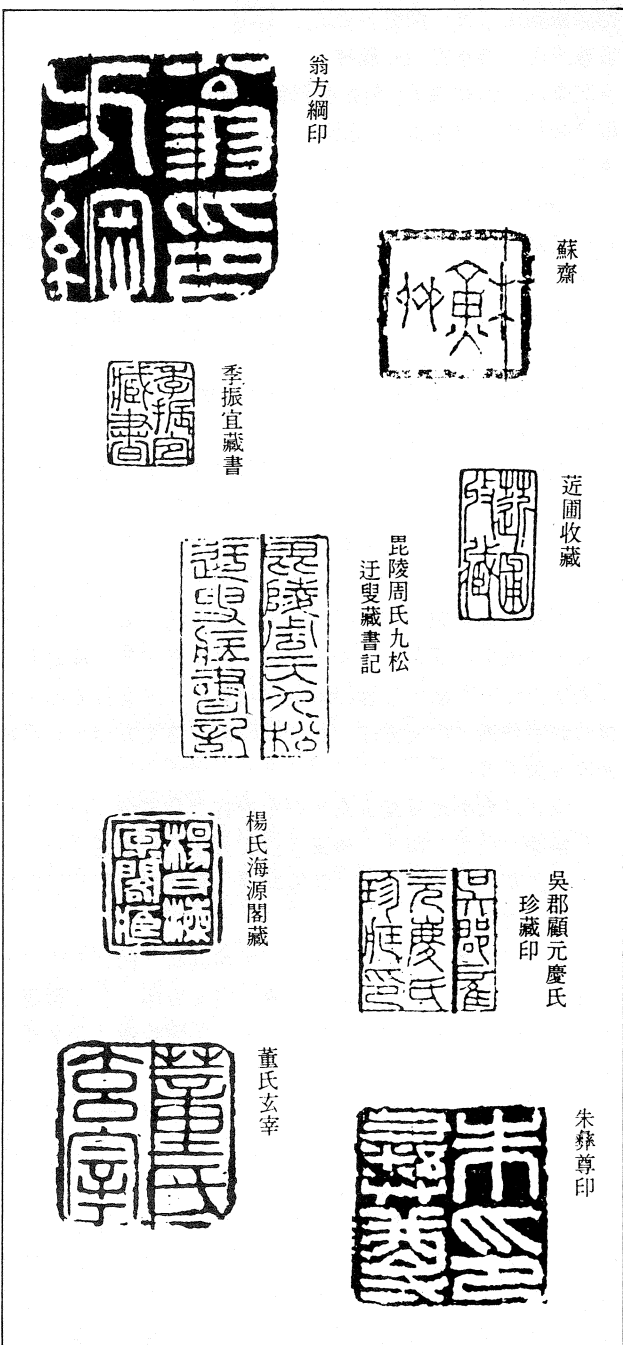 翁方綱印
蘇齋
季振宜藏書
莐圃收藏
毘陵周氏九松
迂叟藏書記
楊氏海源閣藏
吳郡顧元慶氏
珍藏印
董氏玄宰
朱彝尊印